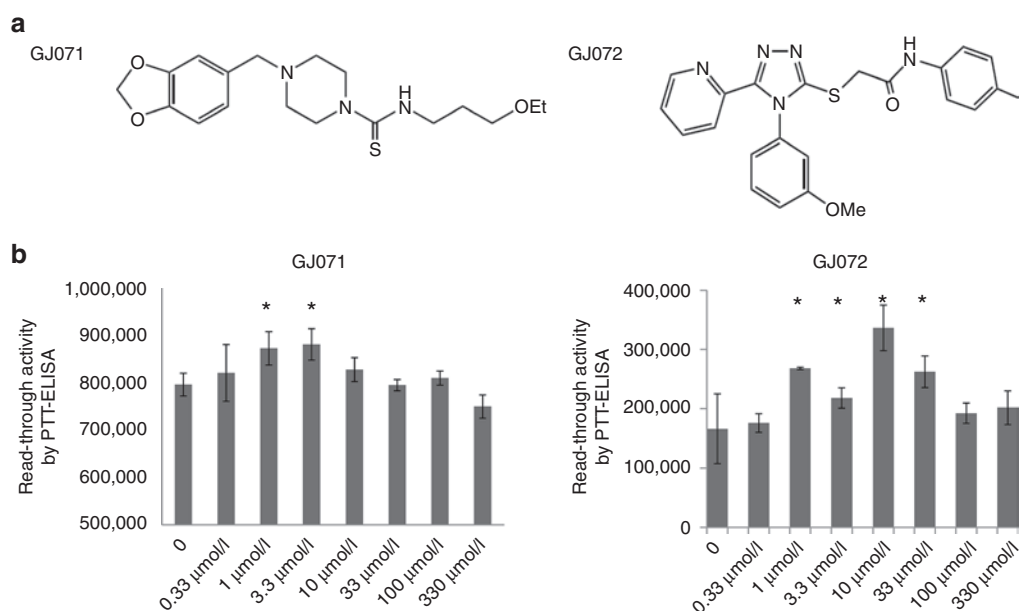 a
GJ071
GJ072
O
O
N
N
H
N
S
OEt
N
N
N
N
S
H
N
O
OMe
b
GJ071
Read-through activity
by PTT-ELISA
1,000,000
900,000
800,000
700,000
600,000
500,000
* *
0
0.33 µmol/l
1 µmol/l
3.3 µmol/l
10 µmol/l
33 µmol/l
100 µmol/l
330 µmol/l
GJ072
Read-through activity
by PTT-ELISA
400,000
300,000
200,000
100,000
0
* * * *
0
0.33 µmol/l
1 µmol/l
3.3 µmol/l
10 µmol/l
33 µmol/l
100 µmol/l
330 µmol/l